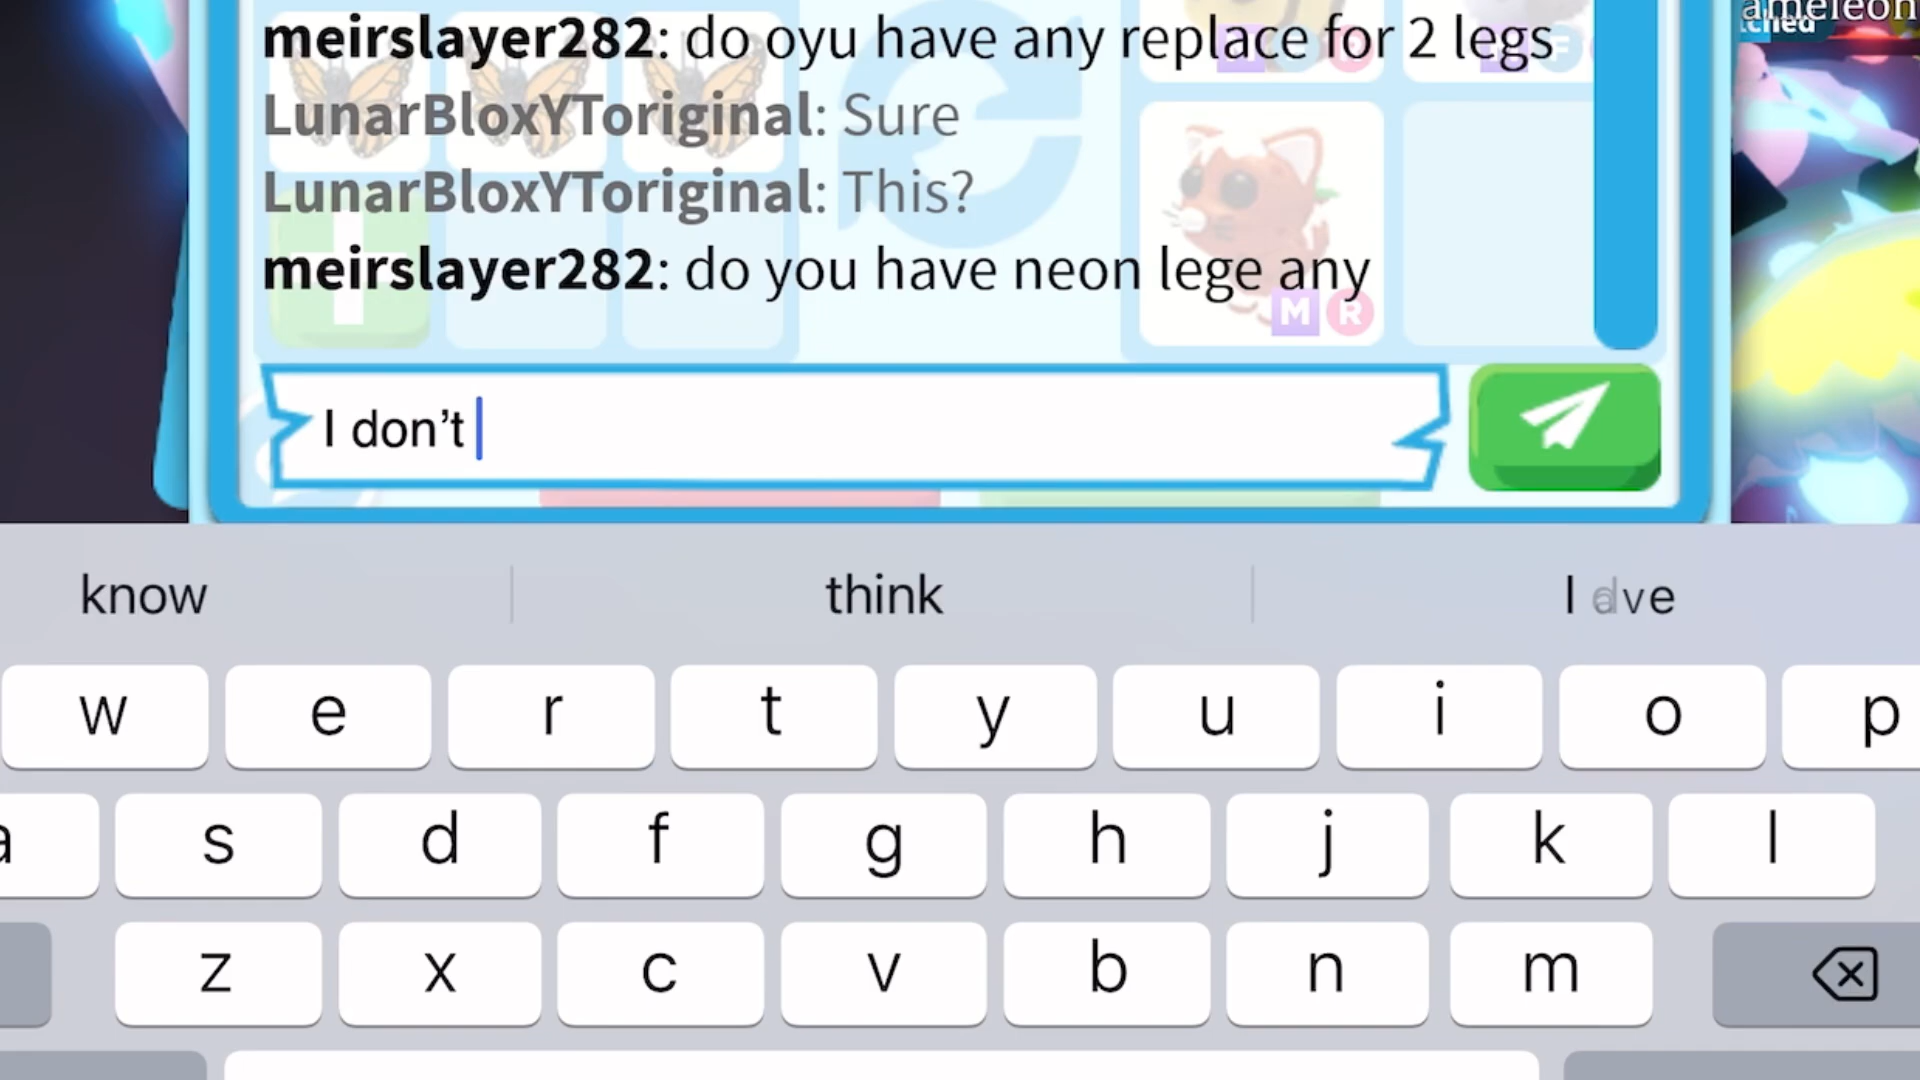 meirslayer282: do oyu have any replace for 2 legs
LunarBloxYToriginal: Sure
LunarBloxYToriginal: This?
meirslayer282: do you have neon lege any
M R
I don't
know think I
w e r t y u i o p
a s d f g h j k l
z x c v b n m